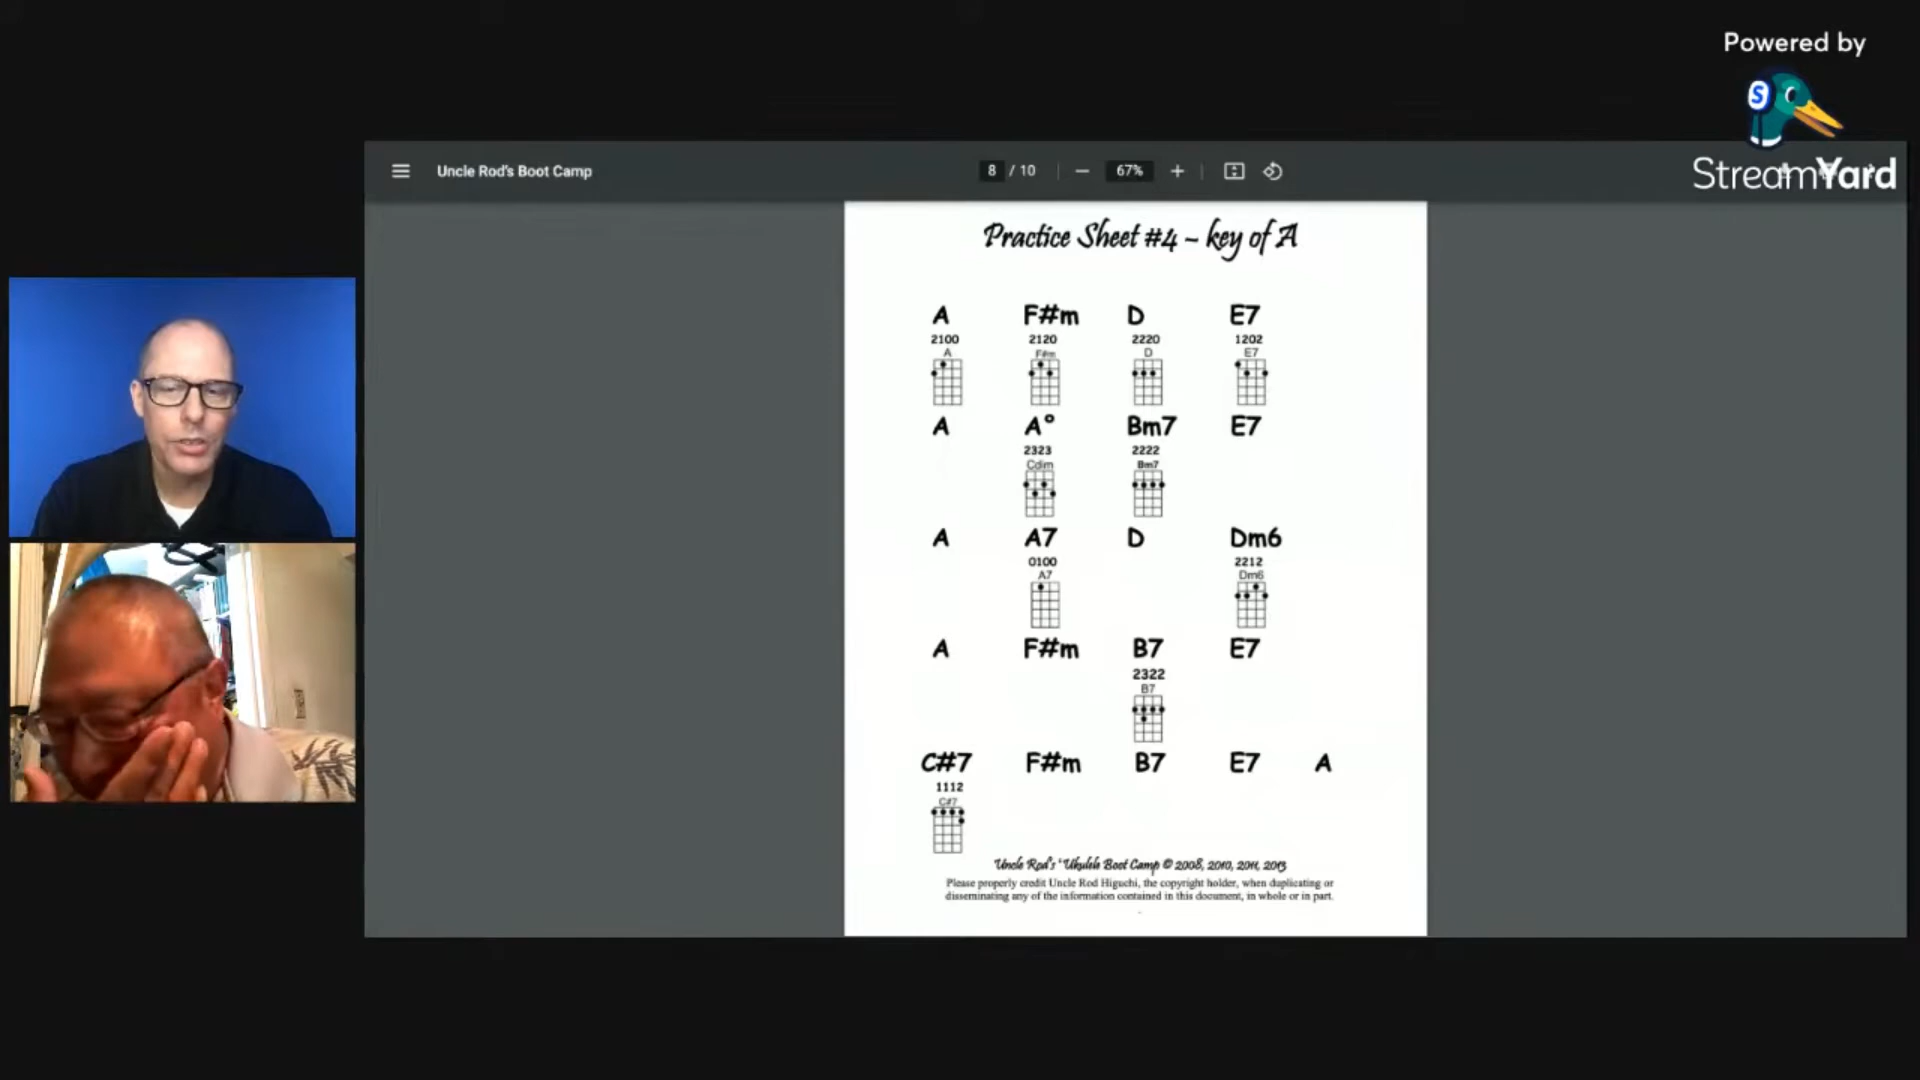 Powered by
StreamYard
Uncle Rod's Boot Camp
8 / 10
67%
Practice Sheet #4 ~ key of A
A F#m D E7
2100 2120 2220 1202
A F#m D E7
A A° Bm7 E7
2323 2222
Cdim Bm7
A A7 D Dm6
0100 2212
A7 Dm6
A F#m B7 E7
2322
B7
C#7 F#m B7 E7 A
1112
C#7
Uncle Rod's 'Ukulele Boot Camp © 2008, 2010, 2011, 2013
Please properly credit Uncle Rod Higuchi, the copyright holder, when duplicating or
disseminating any of the information contained in this document, in whole or in part.